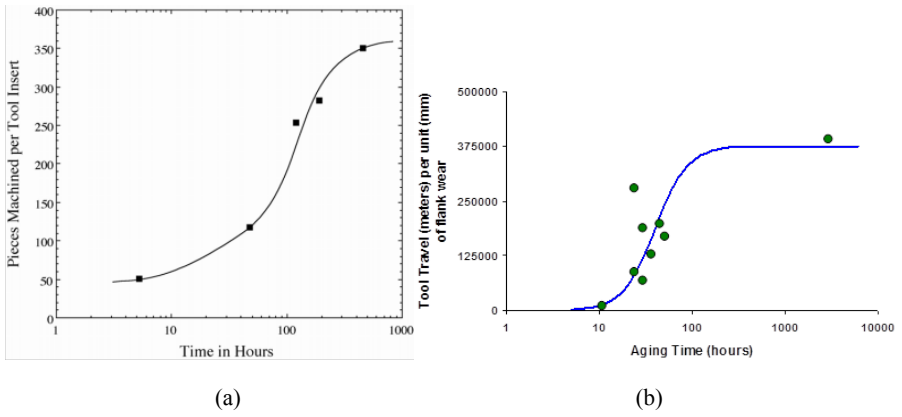 400
350
300
250
200
150
100
50
0
Pieces Machined per Tool Insert
1 10 100 1000
Time in Hours
(a)
500000
375000
250000
125000
0
Tool Travel (meters) per unit (mm)
of flank wear
1 10 100 1000 10000
Aging Time (hours)
(b)